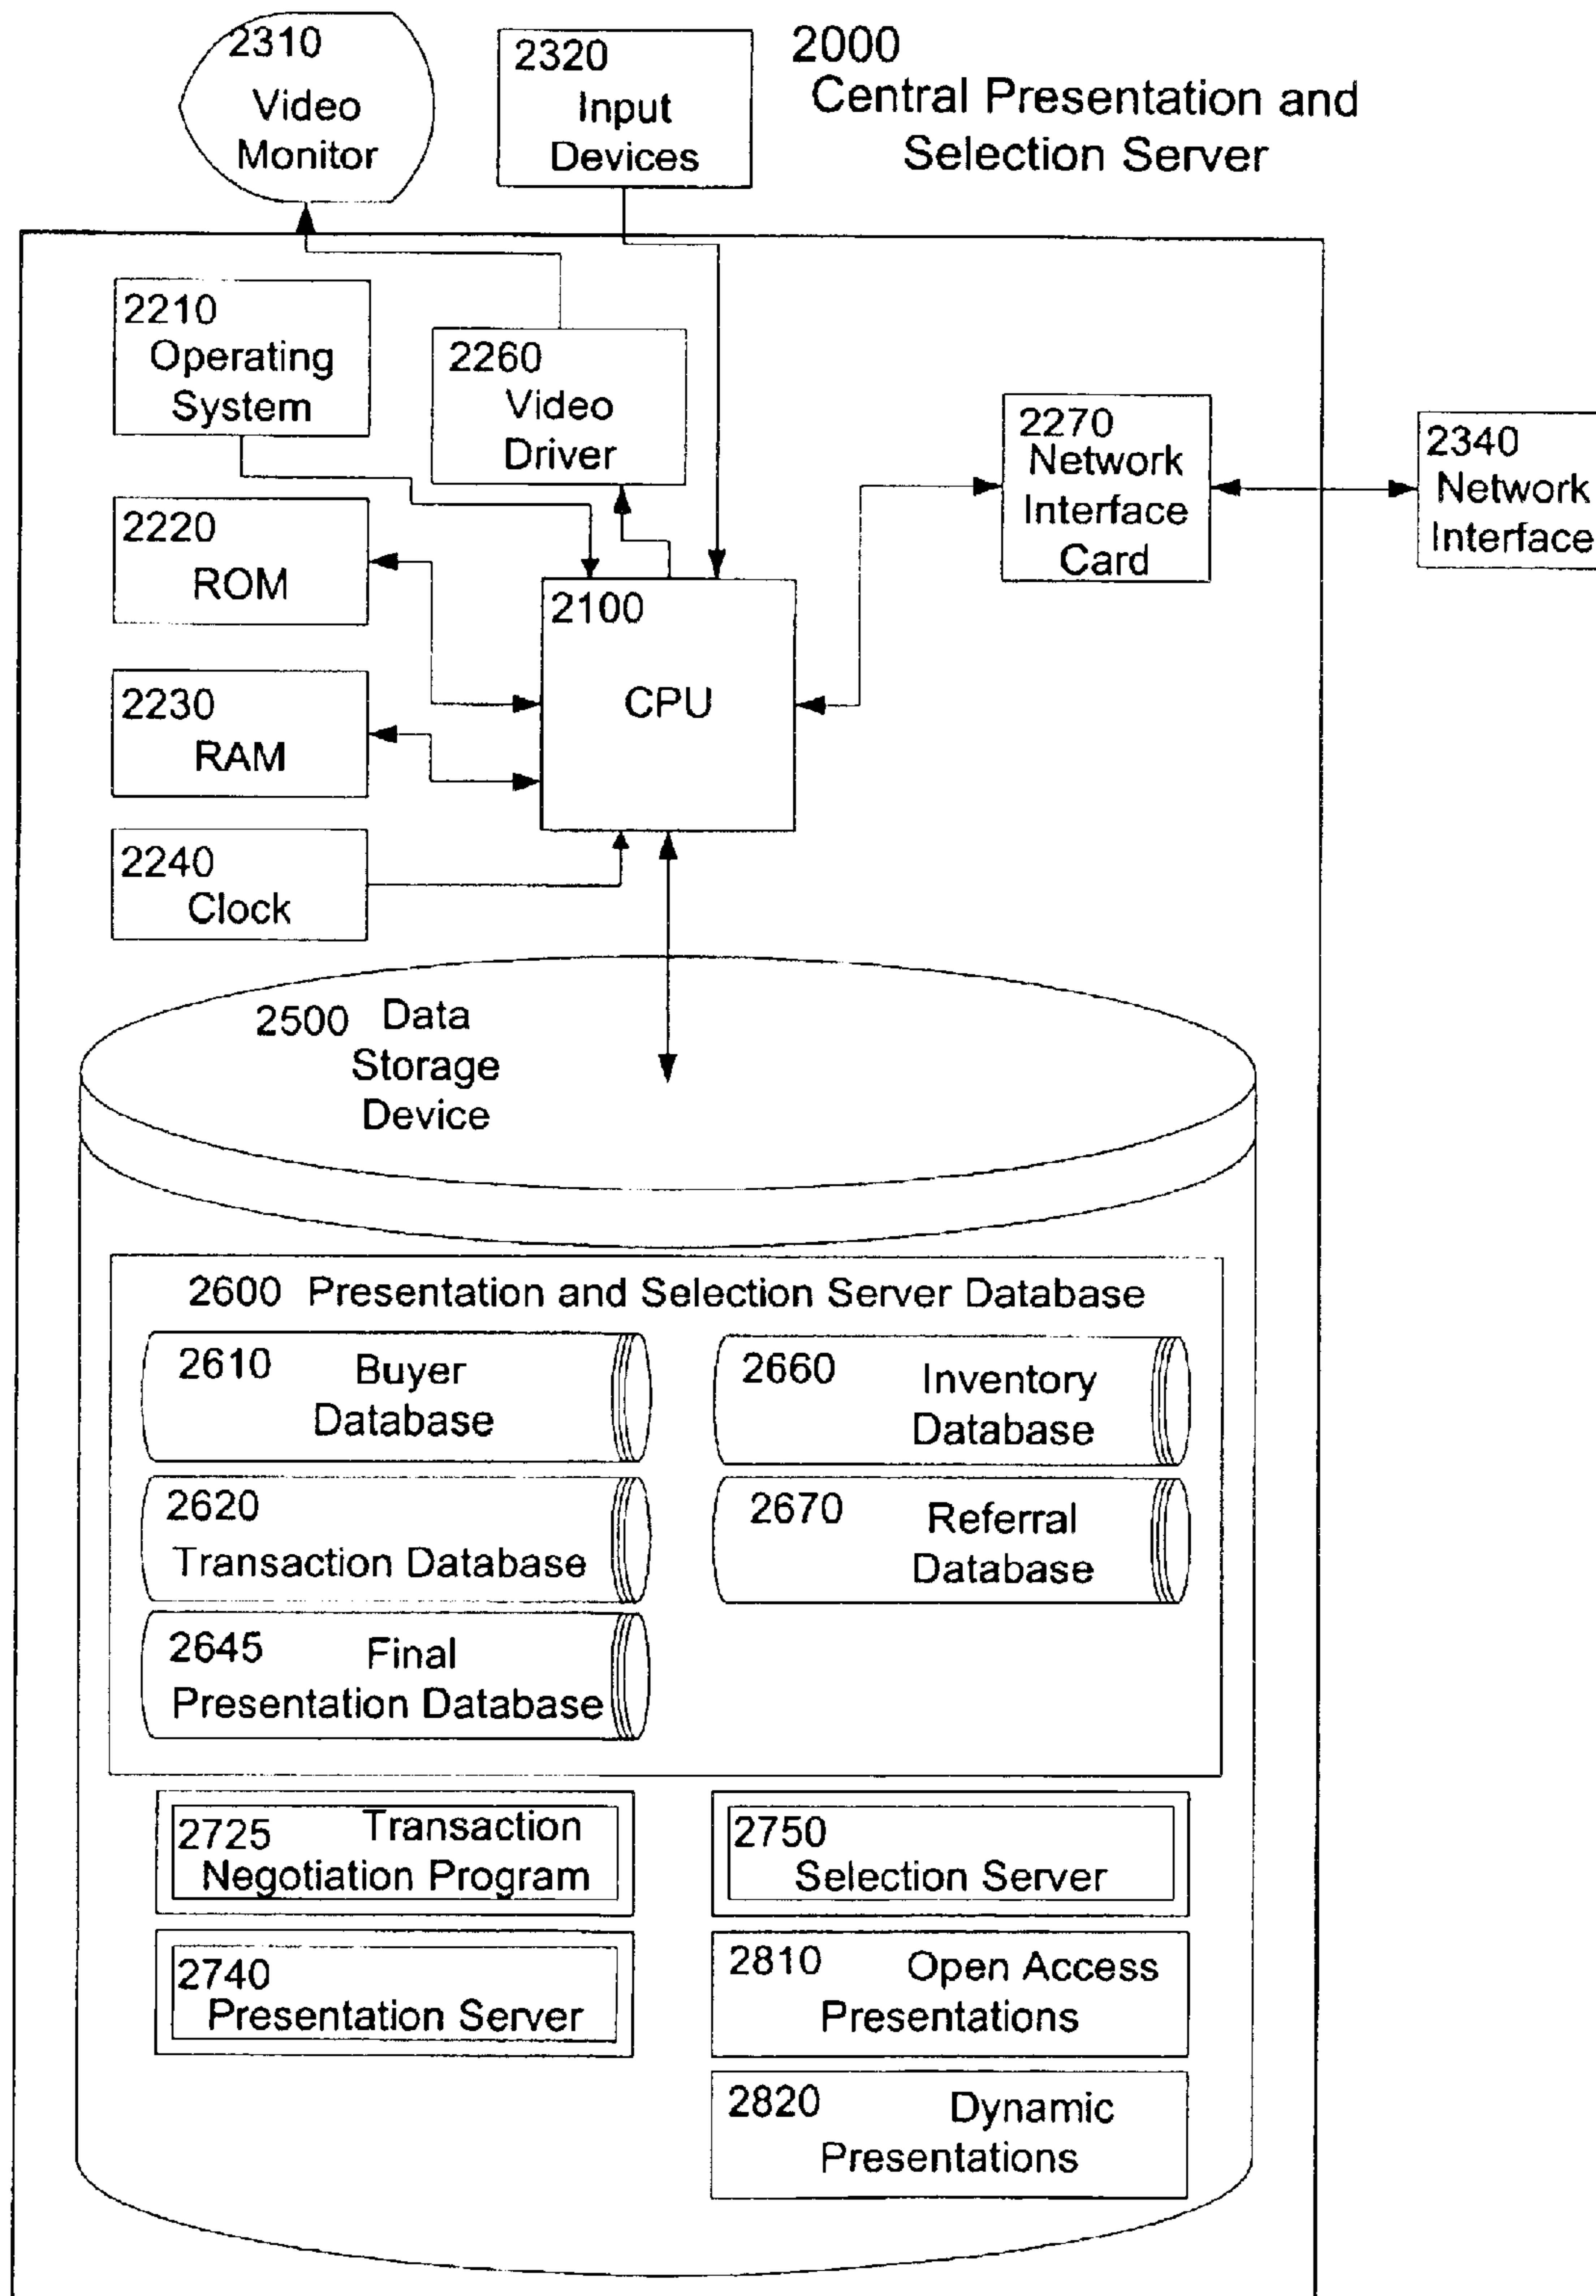 2310
Video
Monitor
2320
Input
Devices
2000
Central Presentation and
Selection Server
2210
Operating
System
2260
Video
Driver
2270
Network
Interface
Card
2340
Network
Interface
2220
ROM
2100
CPU
2230
RAM
2240
Clock
2500 Data
Storage
Device
2600 Presentation and Selection Server Database
2610 Buyer
Database
2660 Inventory
Database
2620
Transaction Database
2670 Referral
Database
2645 Final
Presentation Database
2725 Transaction
Negotiation Program
2750
Selection Server
2740
Presentation Server
2810 Open Access
Presentations
2820 Dynamic
Presentations